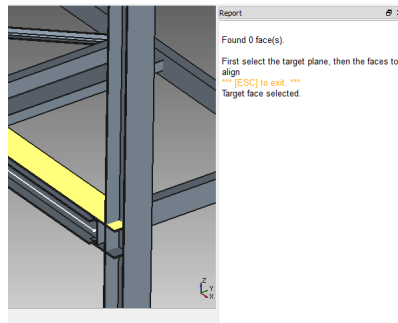 Report
Found 0 face(s).
First select the target plane, then the faces to
align
*** [ESC] to exit. ***
Target face selected.
Z
Y
X